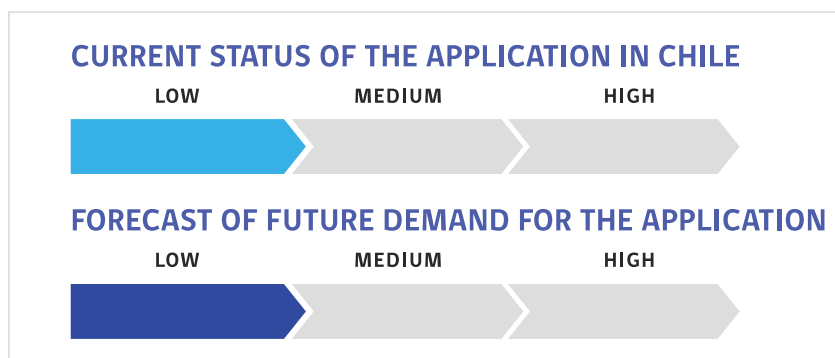 CURRENT STATUS OF THE APPLICATION IN CHILE
LOW MEDIUM HIGH
FORECAST OF FUTURE DEMAND FOR THE APPLICATION
LOW MEDIUM HIGH